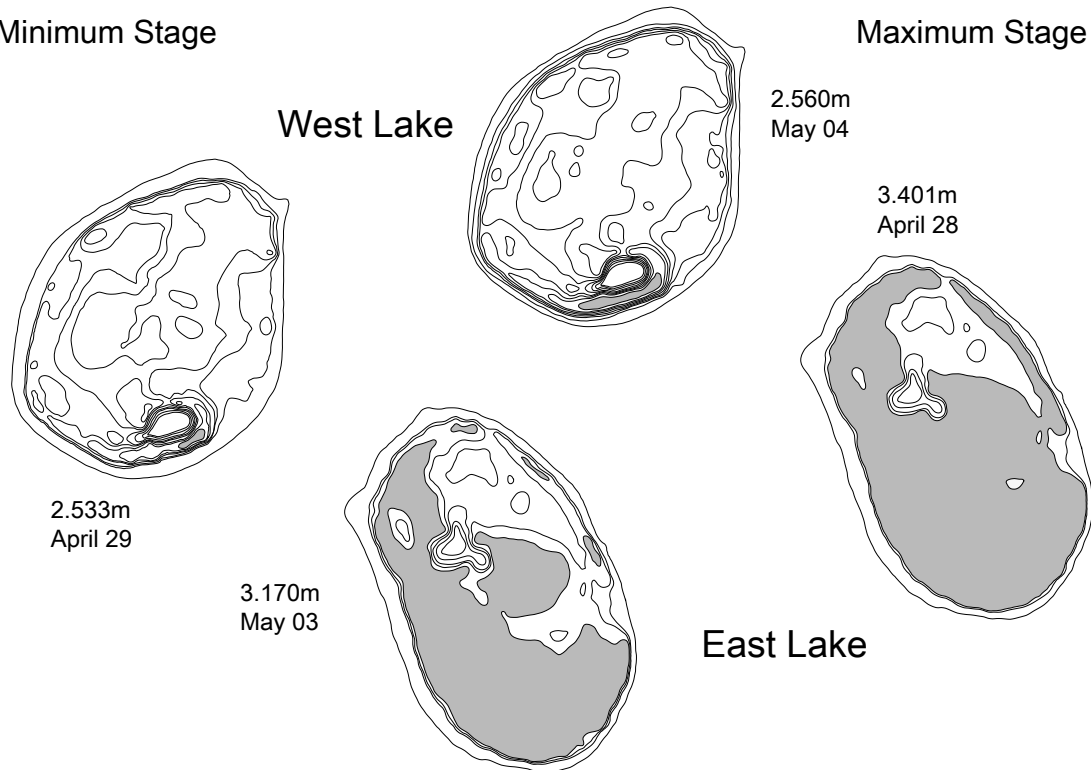 Minimum Stage
Maximum Stage
West Lake
2.560m
May 04
3.401m
April 28
2.533m
April 29
3.170m
May 03
East Lake